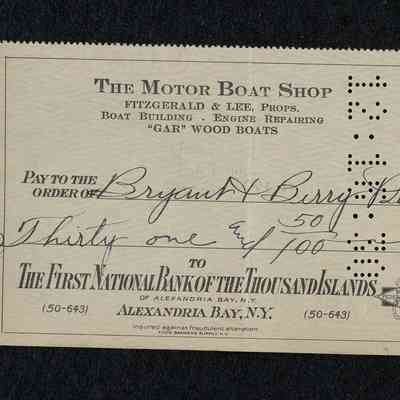 THE MOTOR BOAT SHOP
FITZGERALD & LEE, PROPS.
BOAT BUILDING - ENGINE REPAIRING
"GAR" WOOD BOATS
PAY TO THE
ORDER OF Bryant & Berry
Thirty one and 50/100
TO
THE FIRST NATIONAL BANK OF THE THOUSAND ISLANDS
OF ALEXANDRIA BAY, N.Y.
(50-643) ALEXANDRIA BAY, N.Y. (50-643)
Insured against fraudulent alteration